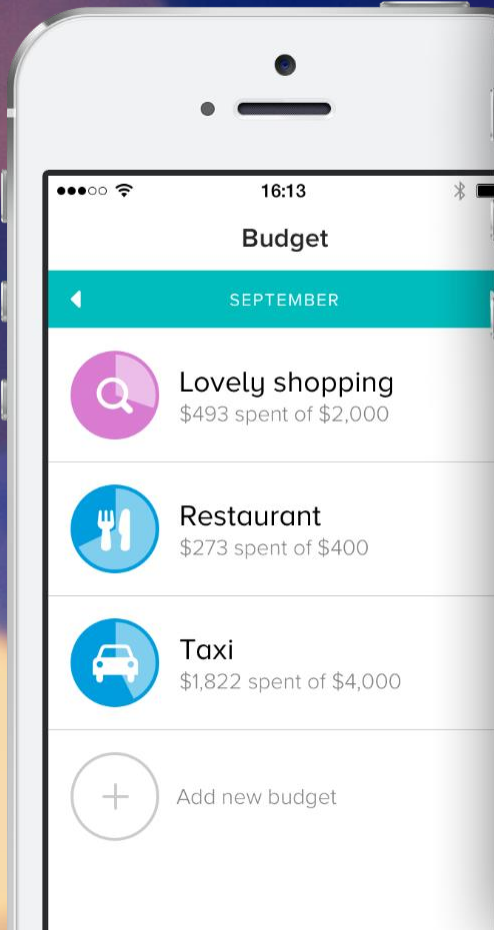 16:13
Budget
SEPTEMBER
Lovely shopping
$493 spent of $2,000
Restaurant
$273 spent of $400
Taxi
$1,822 spent of $4,000
Add new budget